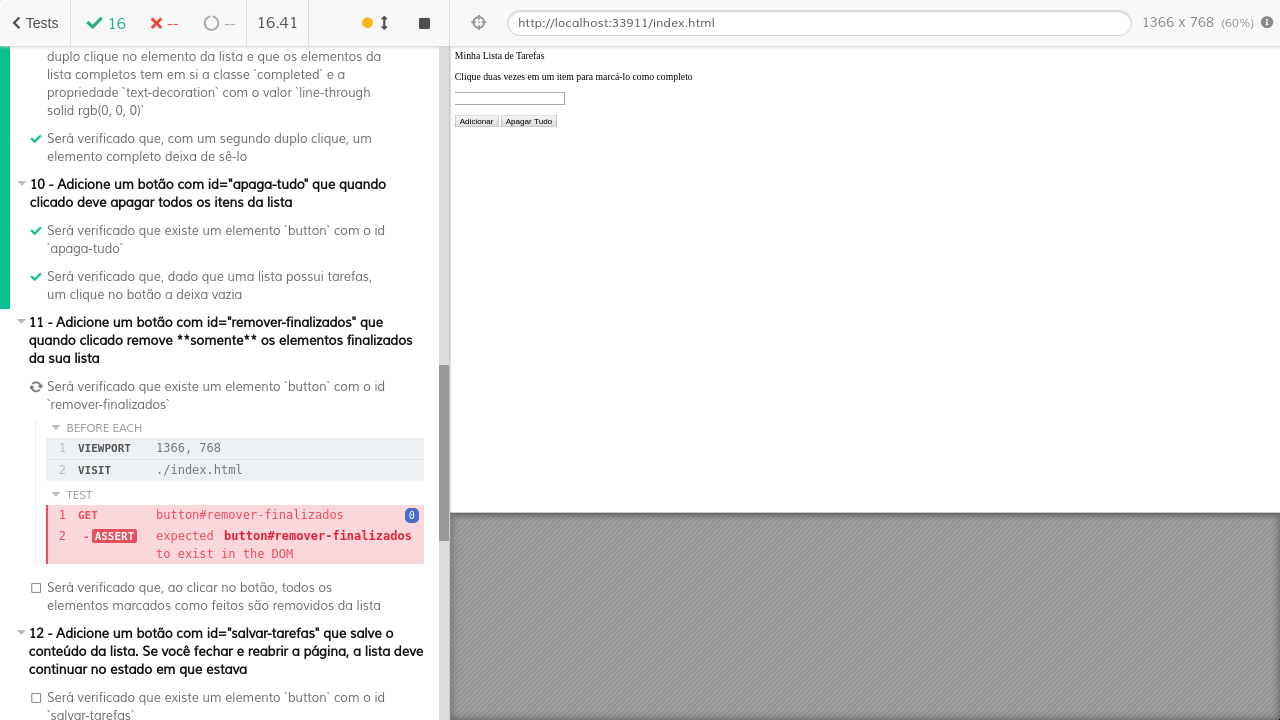 Tests
16
--
--
16.41
http://localhost:33911/index.html
1366 x 768 (60%)
duplo clique no elemento da lista e que os elementos da
lista completos tem em si a classe `completed` e a
propriedade `text-decoration` com o valor `line-through
solid rgb(0, 0, 0)`
Será verificado que, com um segundo duplo clique, um
elemento completo deixa de sê-lo
10 - Adicione um botão com id="apaga-tudo" que quando
clicado deve apagar todos os itens da lista
Será verificado que existe um elemento `button` com o id
`apaga-tudo`
Será verificado que, dado que uma lista possui tarefas,
um clique no botão a deixa vazia
11 - Adicione um botão com id="remover-finalizados" que
quando clicado remove **somente** os elementos finalizados
da sua lista
Será verificado que existe um elemento `button` com o id
`remover-finalizados`
BEFORE EACH
1 VIEWPORT 1366, 768
2 VISIT ./index.html
TEST
1 GET button#remover-finalizados 0
2 -ASSERT expected button#remover-finalizados
to exist in the DOM
Será verificado que, ao clicar no botão, todos os
elementos marcados como feitos são removidos da lista
12 - Adicione um botão com id="salvar-tarefas" que salve o
conteúdo da lista. Se você fechar e reabrir a página, a lista deve
continuar no estado em que estava
Será verificado que existe um elemento `button` com o id
`salvar-tarefas`
Minha Lista de Tarefas
Clique duas vezes em um item para marcá-lo como completo
Adicionar Apagar Tudo